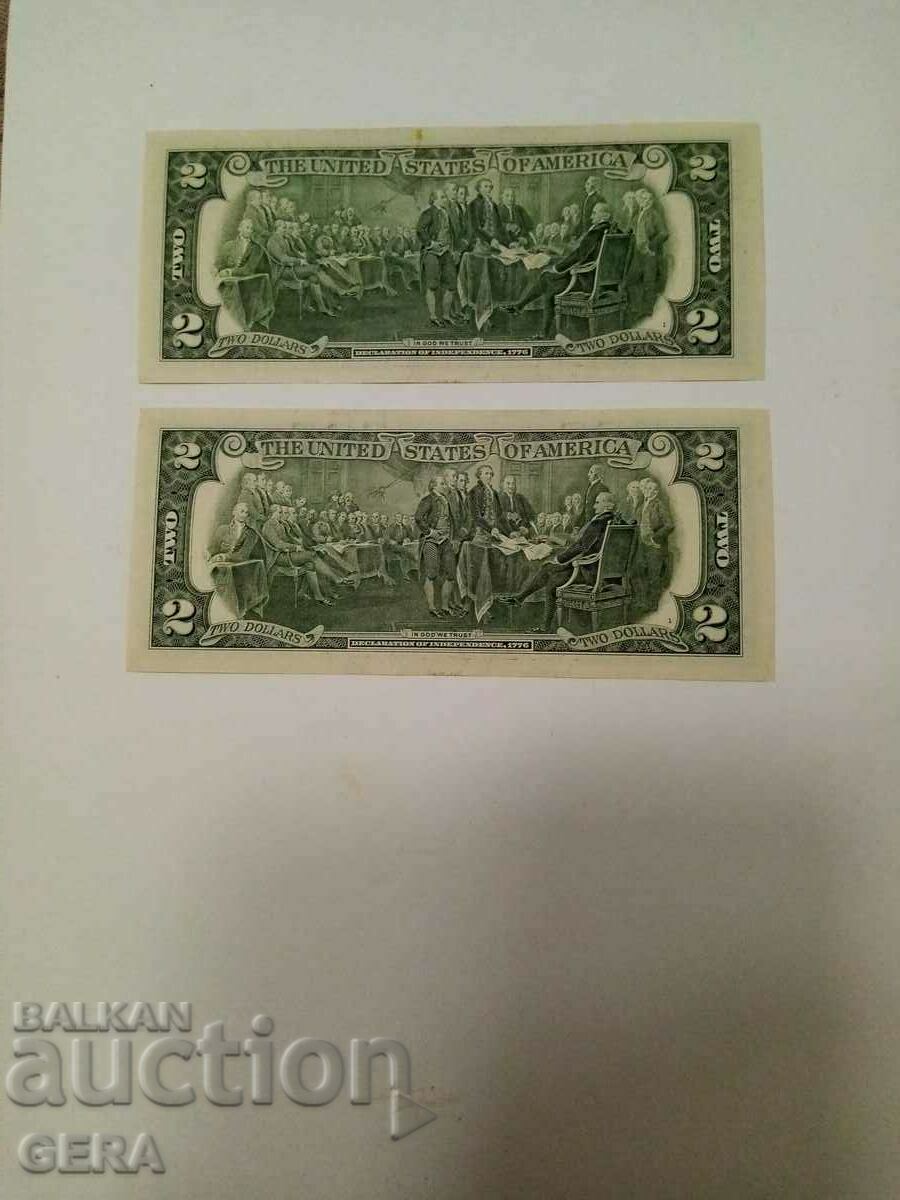 2 THE UNITED STATES OF AMERICA 2
TWO TWO
2 TWO DOLLARS IN GOD WE TRUST TWO DOLLARS 1 2
DECLARATION OF INDEPENDENCE, 1776
2 THE UNITED STATES OF AMERICA 2
TWO TWO
2 TWO DOLLARS IN GOD WE TRUST TWO DOLLARS 1 2
DECLARATION OF INDEPENDENCE, 1776
BALKAN
auction
GERA